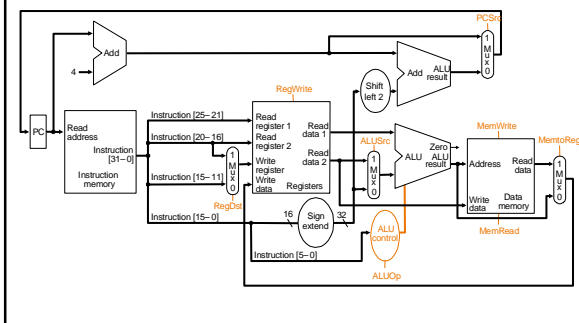 PCSrc
1
M
u
x
0
Add
4
Add
ALU
result
Shift
left 2
RegWrite
PC
Read
address
Instruction
[31–0]
Instruction
memory
Instruction [25–21]
Instruction [20–16]
Instruction [15–11]
Instruction [15–0]
1
M
u
x
0
RegDst
Read
register 1
Read
register 2
Write
register
Write
data
Read
data 1
Read
data 2
Registers
ALUSrc
1
M
u
x
0
Zero
ALU
ALU
result
MemWrite
Address
Read
data
Write
data
Data
memory
MemRead
MemtoReg
1
M
u
x
0
16
Sign
extend
32
ALU
control
Instruction [5–0]
ALUOp